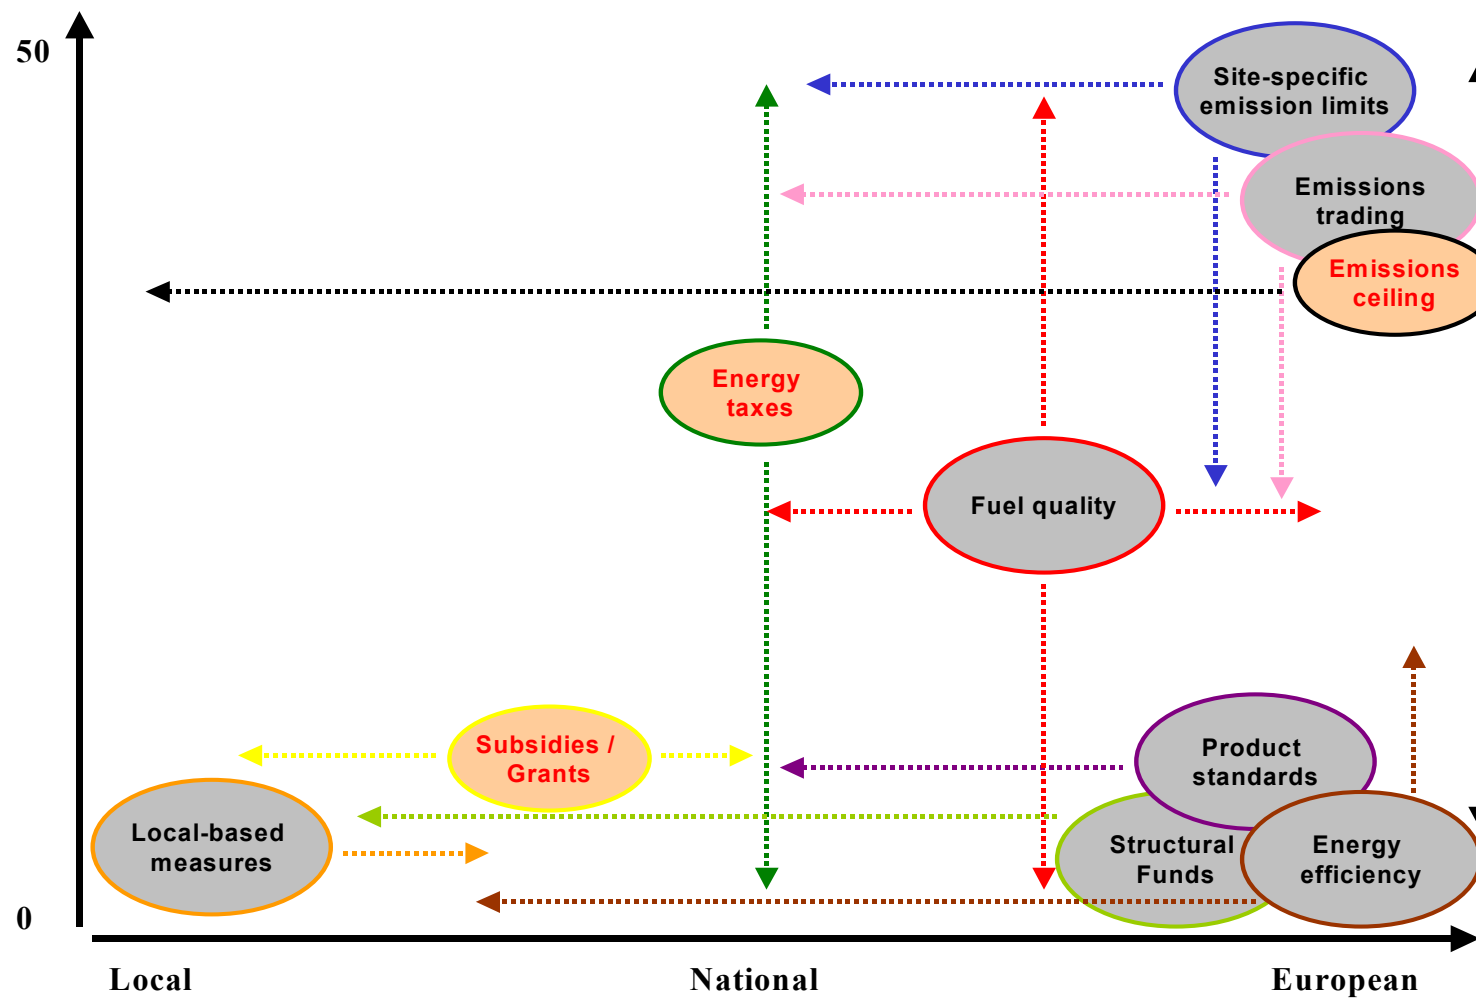 50
Site-specific
emission limits
Emissions
trading
Emissions
ceiling
Energy
taxes
Fuel quality
Subsidies /
Grants
Product
standards
Local-based
measures
Structural
Funds
Energy
efficiency
0
Local
National
European